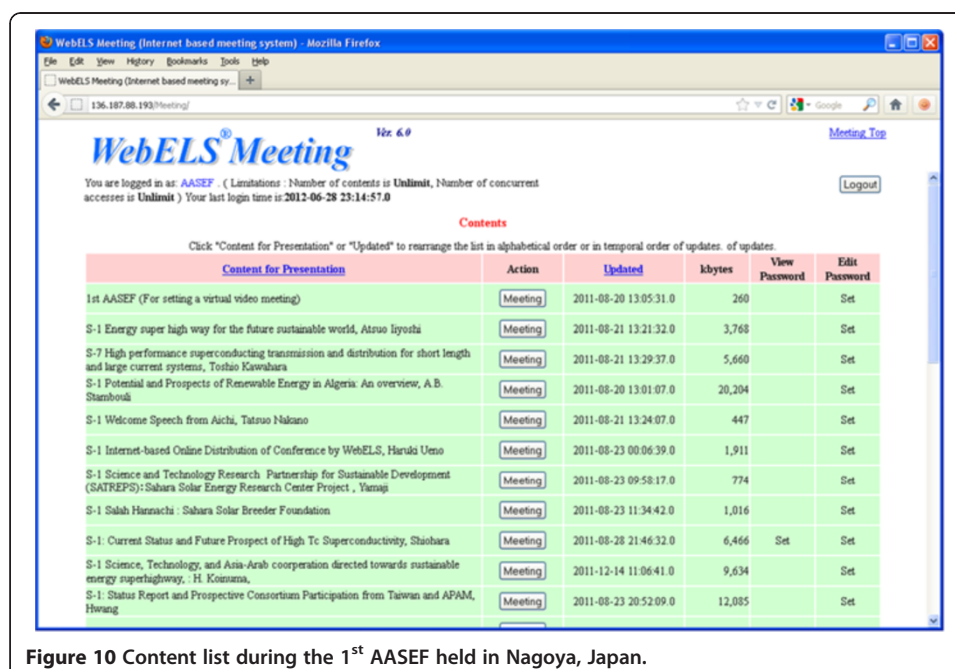 WebELS Meeting (Internet based meeting system) - Mozilla Firefox
File Edit View History Bookmarks Tools Help
WebELS Meeting (Internet based meeting sy...
136.187.88.193/Meeting/
Google
WebELS® Meeting Ver. 6.0
Meeting Top
You are logged in as: AASEF . ( Limitations : Number of contents is Unlimit, Number of concurrent
accesses is Unlimit ) Your last login time is:2012-06-28 23:14:57.0
Logout
Contents
Click "Content for Presentation" or "Updated" to rearrange the list in alphabetical order or in temporal order of updates. of updates.
Content for Presentation Action Updated kbytes View Password Edit Password
1st AASEF (For setting a virtual video meeting) Meeting 2011-08-20 13:05:31.0 260 Set
S-1 Energy super high way for the future sustainable world, Atsuo Iiyoshi Meeting 2011-08-21 13:21:32.0 3,768 Set
S-7 High performance superconducting transmission and distribution for short length
and large current systems, Toshio Kawahara Meeting 2011-08-21 13:29:37.0 5,660 Set
S-1 Potential and Prospects of Renewable Energy in Algeria: An overview, A.B.
Stambouli Meeting 2011-08-20 13:01:07.0 20,204 Set
S-1 Welcome Speech from Aichi, Tatsuo Nakano Meeting 2011-08-21 13:24:07.0 447 Set
S-1 Internet-based Online Distribution of Conference by WebELS, Haruki Ueno Meeting 2011-08-23 00:06:39.0 1,911 Set
S-1 Science and Technology Research Partnership for Sustainable Development
(SATREPS): Sahara Solar Energy Research Center Project , Yamaji Meeting 2011-08-23 09:58:17.0 774 Set
S-1 Salah Hannachi : Sahara Solar Breeder Foundation Meeting 2011-08-23 11:34:42.0 1,016 Set
S-1: Current Status and Future Prospect of High Tc Superconductivity, Shiohara Meeting 2011-08-28 21:46:32.0 6,466 Set Set
S-1 Science, Technology, and Asia-Arab coorperation directed towards sustainable
energy superhighway, : H. Koinuma, Meeting 2011-12-14 11:06:41.0 9,634 Set
S-1: Status Report and Prospective Consortium Participation from Taiwan and APAM,
Hwang Meeting 2011-08-23 20:52:09.0 12,085 Set
Figure 10 Content list during the 1st AASEF held in Nagoya, Japan.